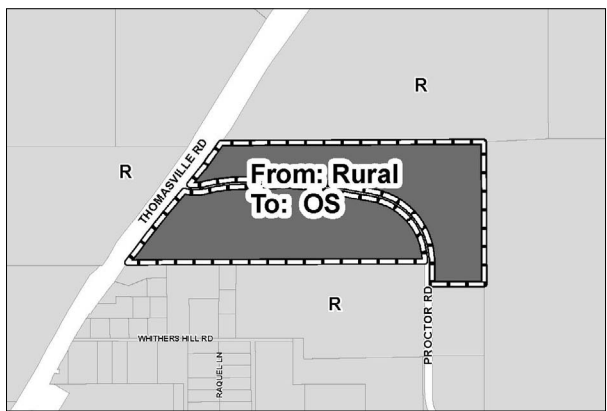 R
R
THOMASVILLE RD
From: Rural
To: OS
R
PROCTOR RD
WHITHERS HILL RD
RAQUEL LN